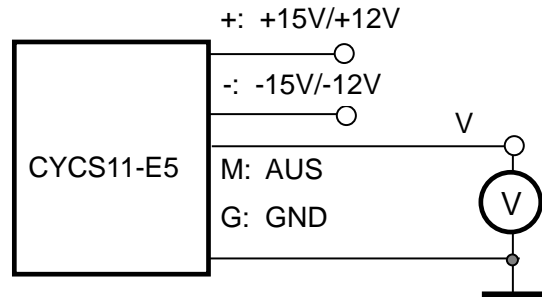 +: +15V/+12V
-: -15V/-12V
V
CYCS11-E5
M: AUS
V
G: GND